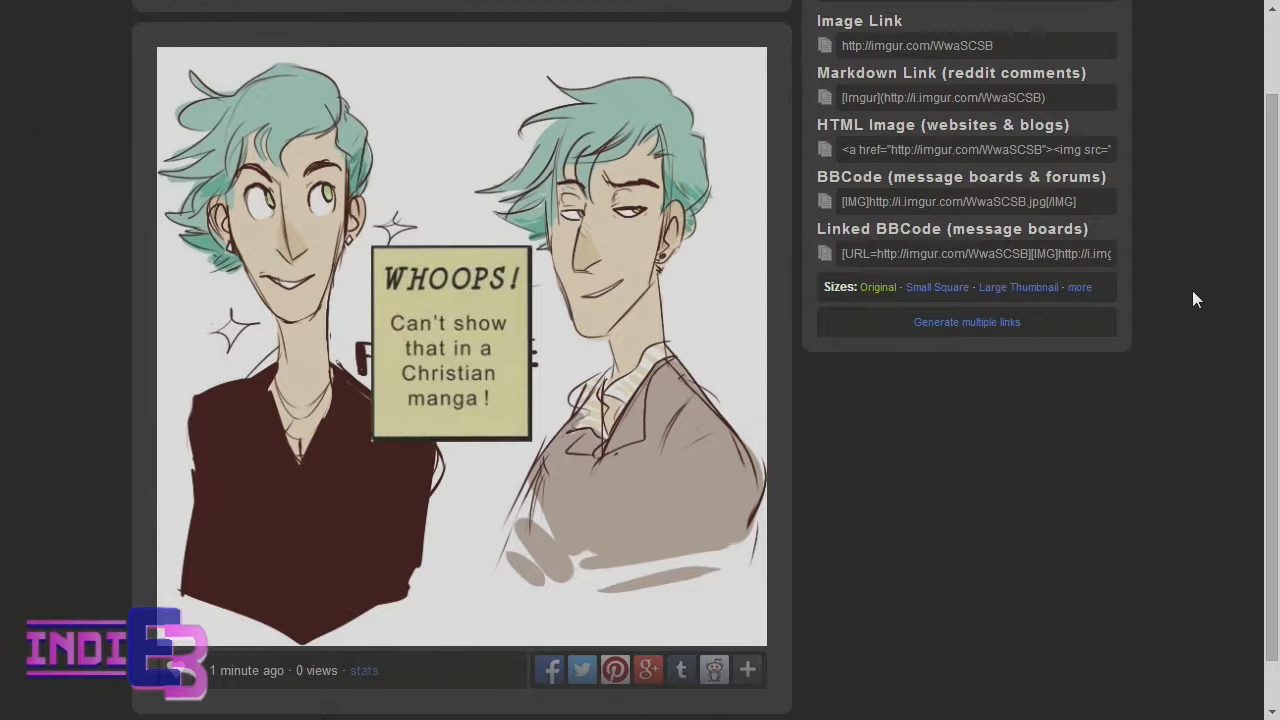 Image Link
http://imgur.com/WwaSCSB
Markdown Link (reddit comments)
[Imgur](http://i.imgur.com/WwaSCSB)
HTML Image (websites & blogs)
<a href="http://imgur.com/WwaSCSB"><img src="
BBCode (message boards & forums)
[IMG]http://i.imgur.com/WwaSCSB.jpg[/IMG]
Linked BBCode (message boards)
[URL=http://imgur.com/WwaSCSB][IMG]http://i.img
Sizes: Original - Small Square - Large Thumbnail - more
Generate multiple links
WHOOPS!
Can't show
that in a
Christian
manga !
INDIE3
1 minute ago · 0 views · stats